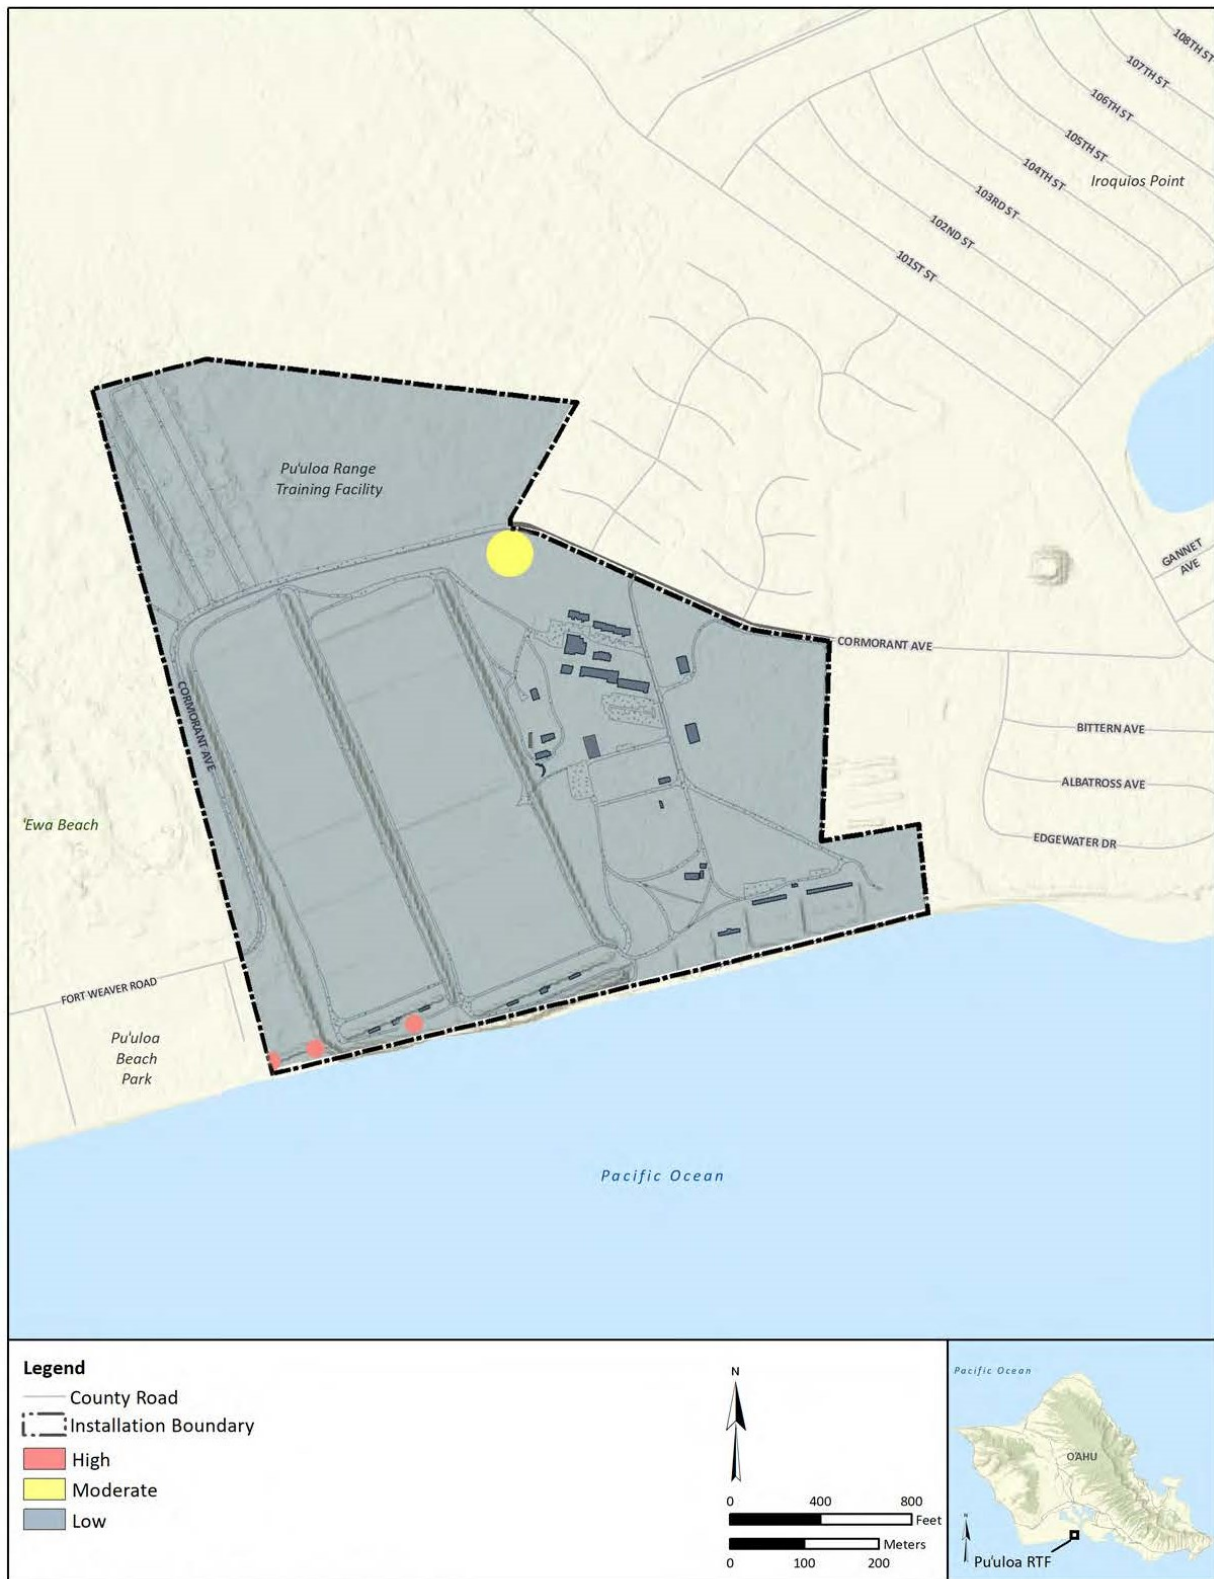 108TH ST
107TH ST
106TH ST
105TH ST
104TH ST
Iroquios Point
103RD ST
102ND ST
101ST ST
Pu'uloa Range
Training Facility
GANNET
AVE
CORMORANT AVE
CORMORANT AVE
BITTERN AVE
ALBATROSS AVE
'Ewa Beach
EDGEWATER DR
FORT WEAVER ROAD
Pu'uloa
Beach
Park
Pacific Ocean
Legend
County Road
Installation Boundary
High
Moderate
Low
N
0 400 800
Feet
Meters
0 100 200
Pacific Ocean
O'AHU
N
Pu'uloa RTF